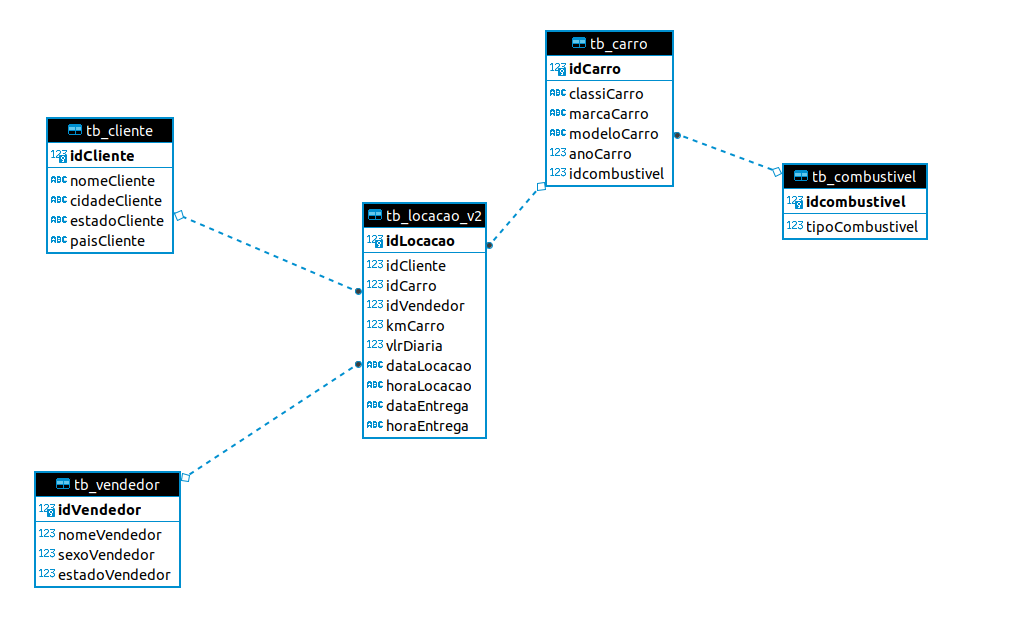 tb_carro
123 idCarro
ABC classiCarro
ABC marcaCarro
ABC modeloCarro
123 anoCarro
123 idcombustivel
tb_cliente
123 idCliente
ABC nomeCliente
ABC cidadeCliente
ABC estadoCliente
ABC paisCliente
tb_combustivel
123 idcombustivel
123 tipoCombustivel
tb_locacao_v2
123 idLocacao
123 idCliente
123 idCarro
123 idVendedor
123 kmCarro
123 vlrDiaria
ABC dataLocacao
ABC horaLocacao
ABC dataEntrega
ABC horaEntrega
tb_vendedor
123 idVendedor
123 nomeVendedor
123 sexoVendedor
123 estadoVendedor